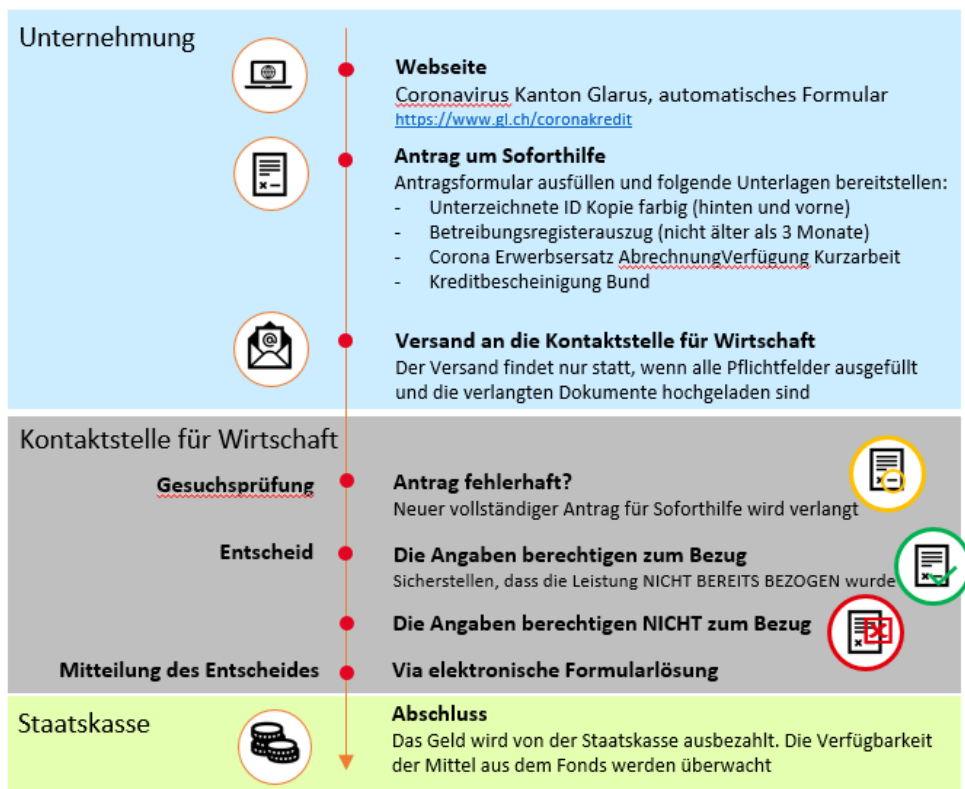 Unternehmung
Webseite
Coronavirus Kanton Glarus, automatisches Formular
https://www.gl.ch/coronakredit
Antrag um Soforthilfe
Antragsformular ausfüllen und folgende Unterlagen bereitstellen:
- Unterzeichnete ID Kopie farbig (hinten und vorne)
- Betreibungsregisterauszug (nicht älter als 3 Monate)
- Corona Erwerbsersatz AbrechnungVerfügung Kurzarbeit
- Kreditbescheinigung Bund
Versand an die Kontaktstelle für Wirtschaft
Der Versand findet nur statt, wenn alle Pflichtfelder ausgefüllt
und die verlangten Dokumente hochgeladen sind
Kontaktstelle für Wirtschaft
Gesuchsprüfung
Antrag fehlerhaft?
Neuer vollständiger Antrag für Soforthilfe wird verlangt
Entscheid
Die Angaben berechtigen zum Bezug
Sicherstellen, dass die Leistung NICHT BEREITS BEZOGEN wurde
Die Angaben berechtigen NICHT zum Bezug
Mitteilung des Entscheides
Via elektronische Formularlösung
Staatskasse
Abschluss
Das Geld wird von der Staatskasse ausbezahlt. Die Verfügbarkeit
der Mittel aus dem Fonds werden überwacht